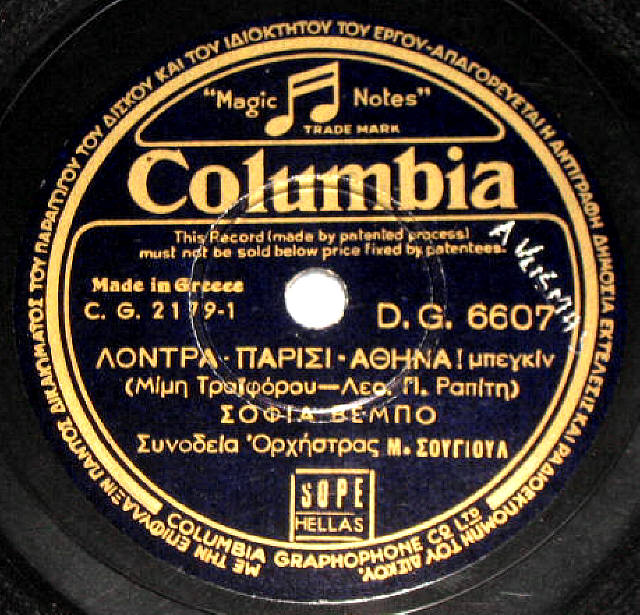 ΜΕ ΤΗΝ ΕΠΙΦΥΛΑΞΙΝ ΠΑΝΤΟΣ ΔΙΚΑΙΩΜΑΤΟΣ ΤΟΥ ΠΑΡΑΓΩΓΟΥ ΤΟΥ ΔΙΣΚΟΥ ΚΑΙ ΤΟΥ ΙΔΙΟΚΤΗΤΟΥ ΤΟΥ ΕΡΓΟΥ-ΑΠΑΓΟΡΕΥΕΤΑΙ Η ΑΝΤΙΓΡΑΦΗ ΔΗΜΟΣΙΑ ΕΚΤΕΛΕΣΙΣ ΚΑΙ ΡΑΔΙΟΕΚΠΟΜΠΗ ΤΟΥ ΔΙΣΚΟΥ.
"Magic Notes"
TRADE MARK
Columbia
This Record (made by patented process)
must not be sold below price fixed by patentees.
Made in Greece
C. G. 2179-1
D. G. 6607
ΛΟΝΤΡΑ - ΠΑΡΙΣΙ - ΑΘΗΝΑ! μπεγκίν
(Μίμη Τραϊφόρου—Λεο. Π. Ραπίτη)
ΣΟΦΙΑ ΒΕΜΠΟ
Συνοδεία Ὀρχήστρας Μ. ΣΟΥΓΙΟΥΛ
SOPE
HELLAS
COLUMBIA GRAPHOPHONE Co LTD